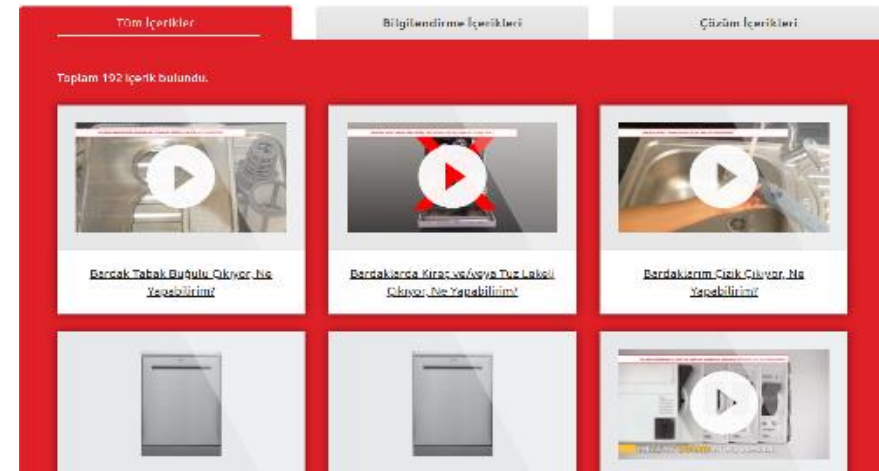 Tüm İçerikler
Bilgilendirme İçerikleri
Çözüm İçerikleri
Toplam 192 içerik bulundu.
Bardak Tabak Buğulu Çıkıyor, Ne
Yapabilirim?
Bardaklarda Kireç ve/veya Tuz Lekeli
Çıkıyor, Ne Yapabilirim?
Bardaklarım Çizik Çıkıyor, Ne
Yapabilirim?